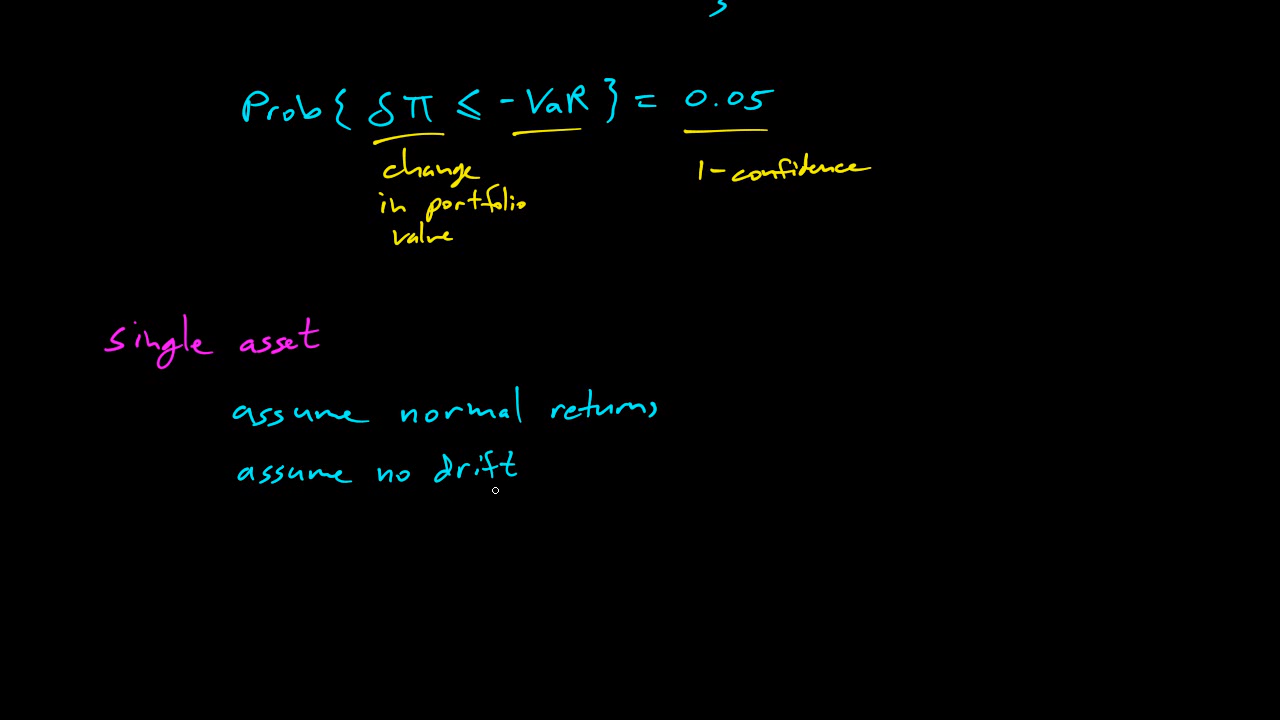 Prob{ δΠ ≤ -VaR } = 0.05
change
in portfolio
value
1-confidence
single asset
assume normal returns
assume no drift